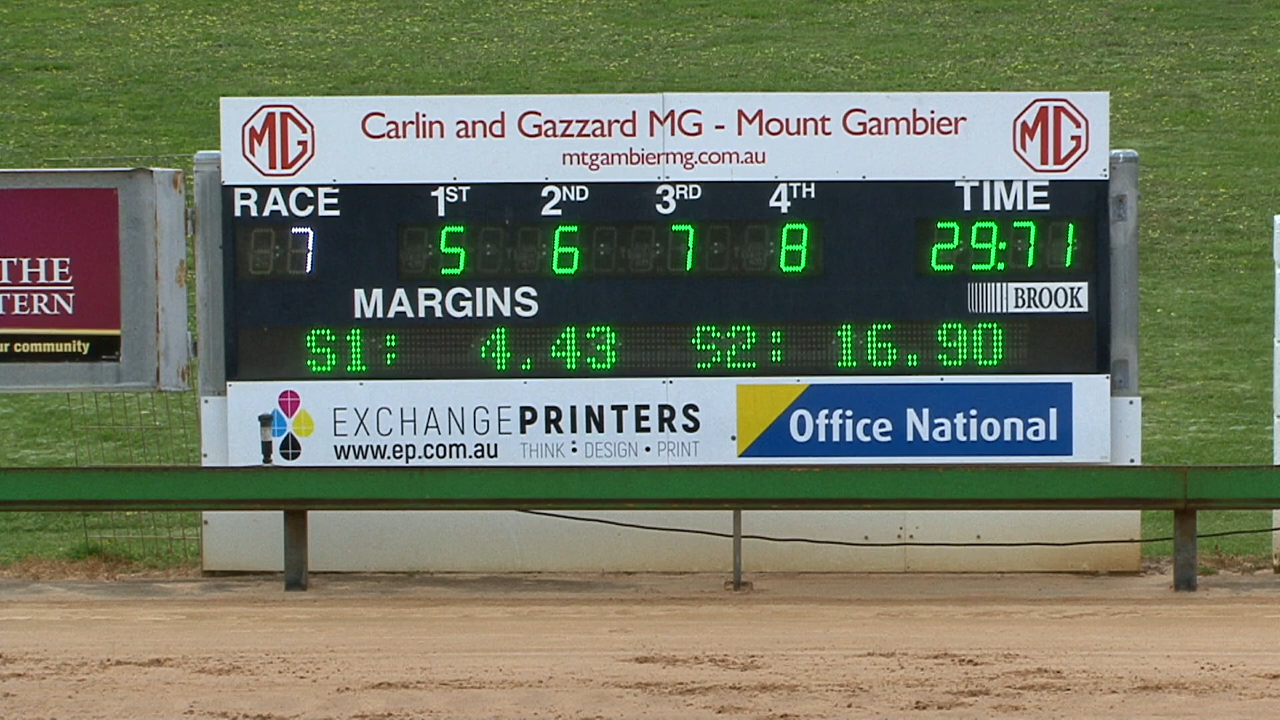 MG
Carlin and Gazzard MG - Mount Gambier
MG
mtgambiermg.com.au
RACE 1ST 2ND 3RD 4TH TIME
7 5 6 7 8 29:71
MARGINS
BROOK
S1: 4.43 S2: 16.90
EXCHANGEPRINTERS
www.ep.com.au THINK : DESIGN • PRINT
Office National
THE
TERN
ur community